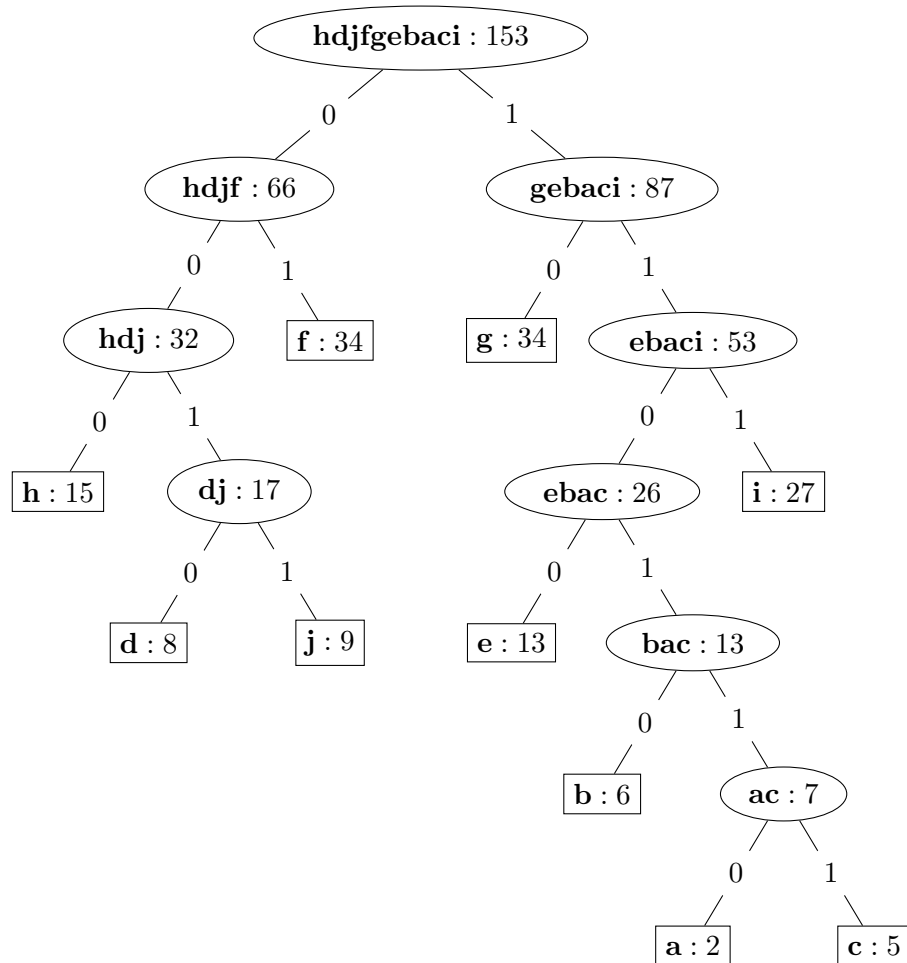 hdjfgebaci : 153
0 1
hdjf : 66 gebaci : 87
0 1 0 1
hdj : 32 f : 34 g : 34 ebaci : 53
0 1 0 1
h : 15 dj : 17 ebac : 26 i : 27
0 1 0 1
d : 8 j : 9 e : 13 bac : 13
0 1
b : 6 ac : 7
0 1
a : 2 c : 5